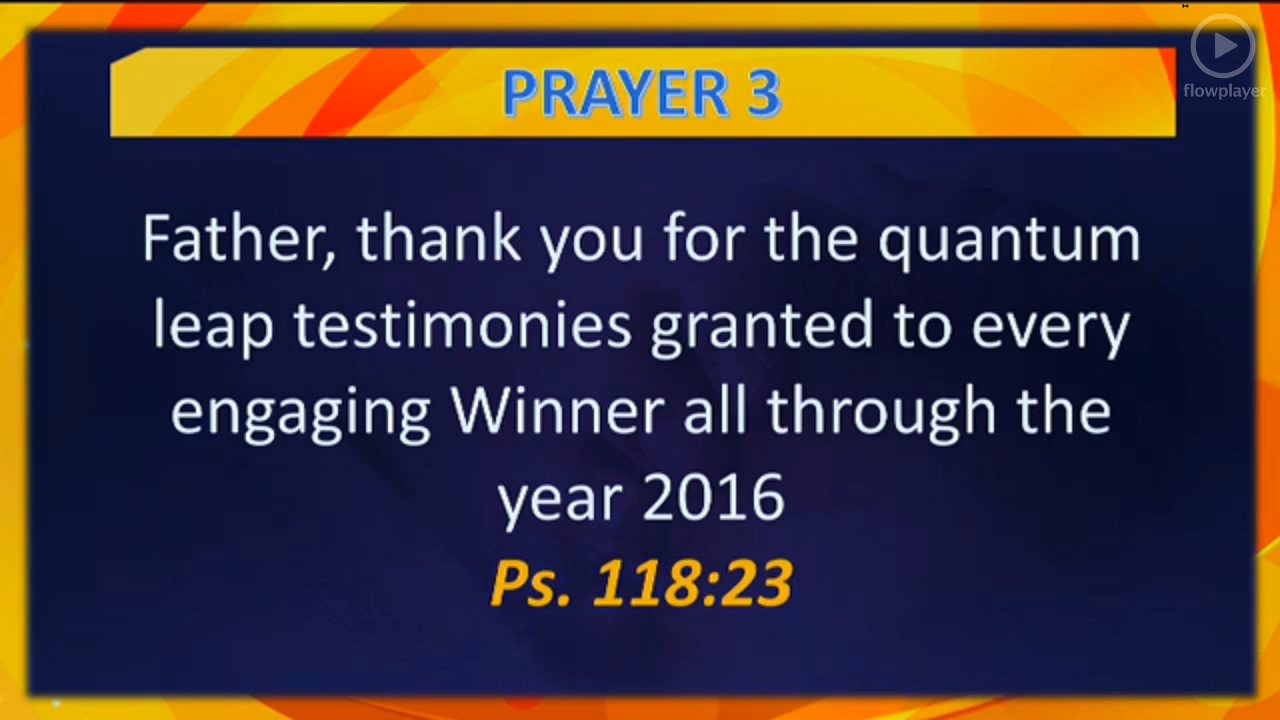 PRAYER 3
flowplayer
Father, thank you for the quantum
leap testimonies granted to every
engaging Winner all through the
year 2016
Ps. 118:23